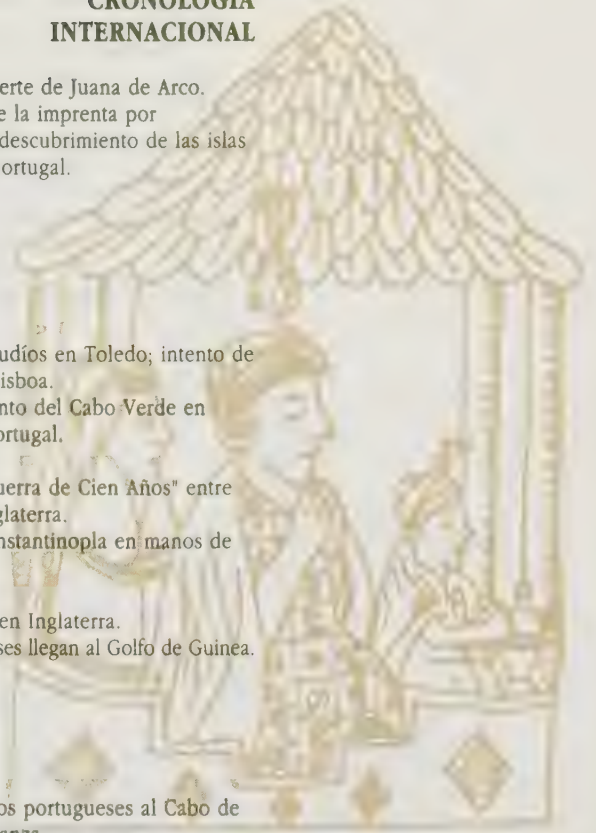 CRONOLOGÍA
INTERNACIONAL
erte de Juana de Arco.
e la imprenta por
descubrimiento de las islas
ortugal.
udíos en Toledo; intento de
isboa.
nto del Cabo Verde en
ortugal.
uerra de Cien Años" entre
glaterra.
nstantinopla en manos de
en Inglaterra.
ses llegan al Golfo de Guinea.
os portugueses al Cabo de